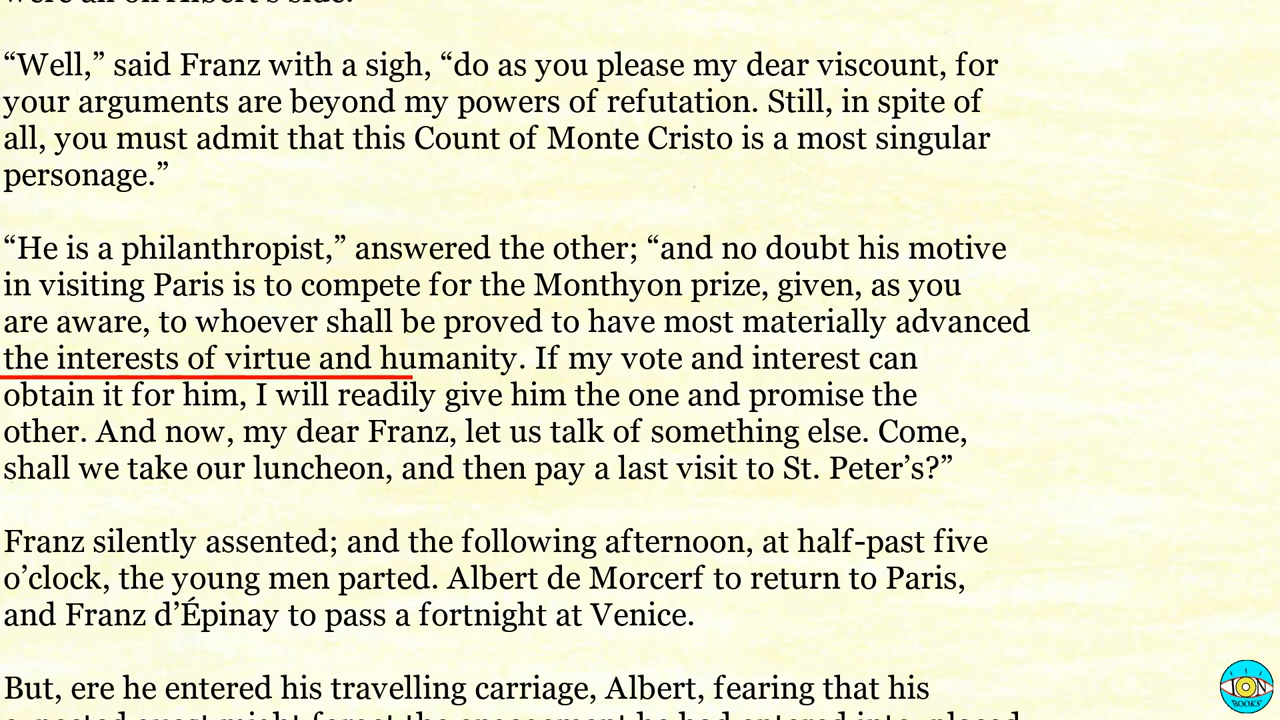 “Well,” said Franz with a sigh, “do as you please my dear viscount, for
your arguments are beyond my powers of refutation. Still, in spite of
all, you must admit that this Count of Monte Cristo is a most singular
personage.”
“He is a philanthropist,” answered the other; “and no doubt his motive
in visiting Paris is to compete for the Monthyon prize, given, as you
are aware, to whoever shall be proved to have most materially advanced
the interests of virtue and humanity. If my vote and interest can
obtain it for him, I will readily give him the one and promise the
other. And now, my dear Franz, let us talk of something else. Come,
shall we take our luncheon, and then pay a last visit to St. Peter’s?”
Franz silently assented; and the following afternoon, at half-past five
o’clock, the young men parted. Albert de Morcerf to return to Paris,
and Franz d’Épinay to pass a fortnight at Venice.
But, ere he entered his travelling carriage, Albert, fearing that his
ION
BOOKS